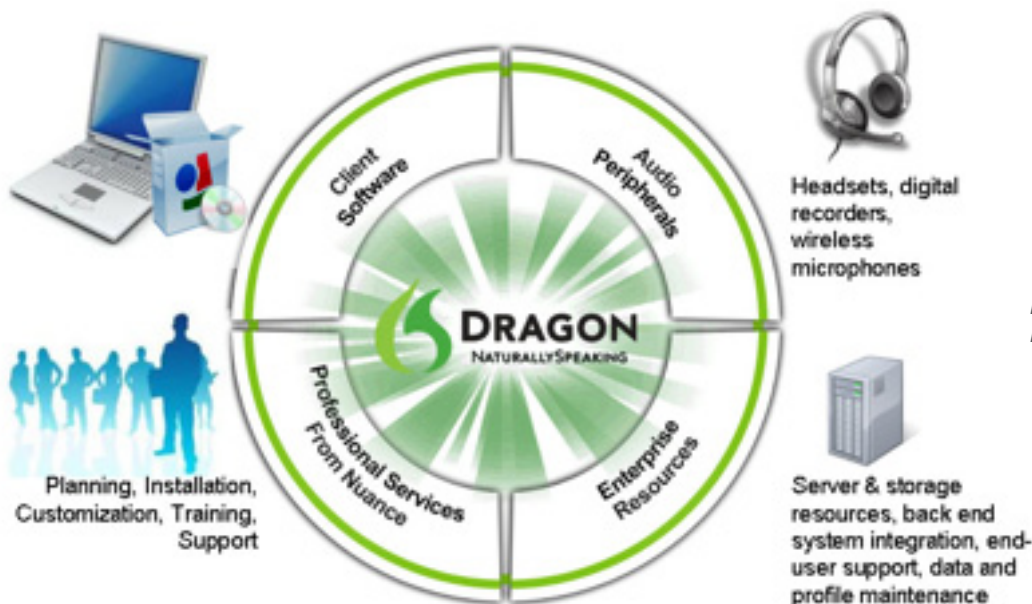 Client
Software
Audio
Peripherals
Headsets, digital
recorders,
wireless
microphones
DRAGON
NATURALLYSPEAKING
Professional Services
From Nuance
Planning, Installation,
Customization, Training,
Support
Enterprise
Resources
Server & storage
resources, back end
system integration, end-
user support, data and
profile maintenance